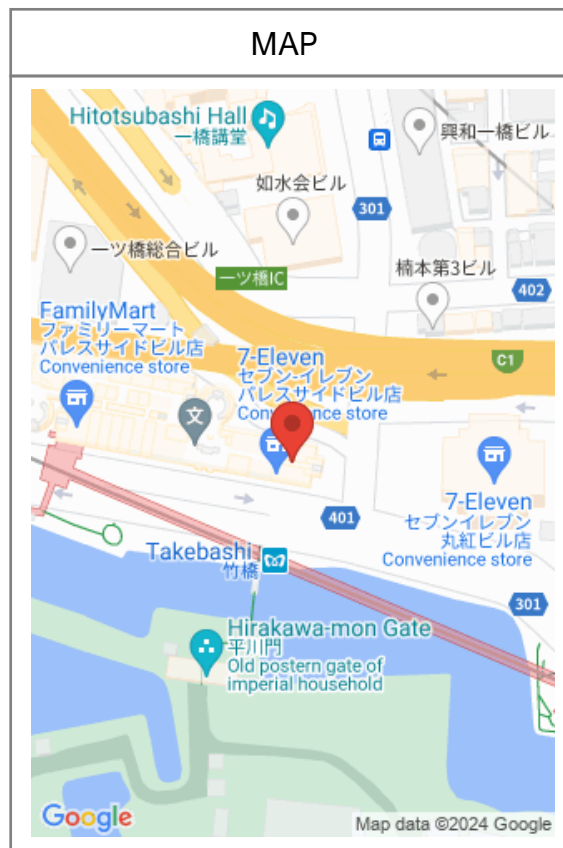 MAP
Hitotsubashi Hall
一橋講堂
興和一橋ビル
如水会ビル
301
一ツ橋総合ビル
楠本第3ビル
一ツ橋IC
402
FamilyMart
ファミリーマート
パレスサイドビル店
Convenience store
7-Eleven
セブン-イレブン
パレスサイドビル店
Convenience store
C1
文
401
7-Eleven
セブンイレブン
丸紅ビル店
Convenience store
Takebashi
竹橋
301
Hirakawa-mon Gate
平川門
Old postern gate of
imperial household
Google
Map data ©2024 Google